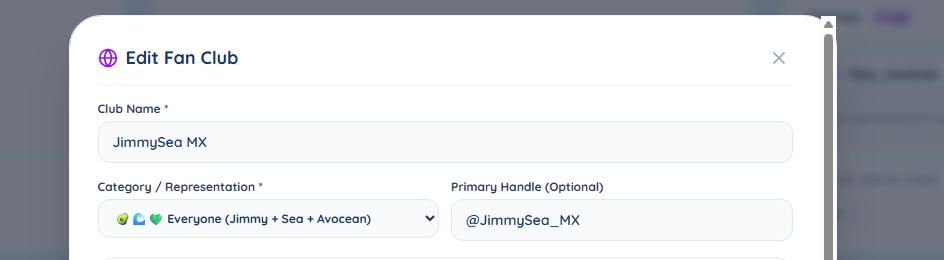 Edit Fan Club
Club Name *
JimmySea MX
Category / Representation *
Primary Handle (Optional)
🥑 🌊 💚 Everyone (Jimmy + Sea + Avocean)
@JimmySea_MX